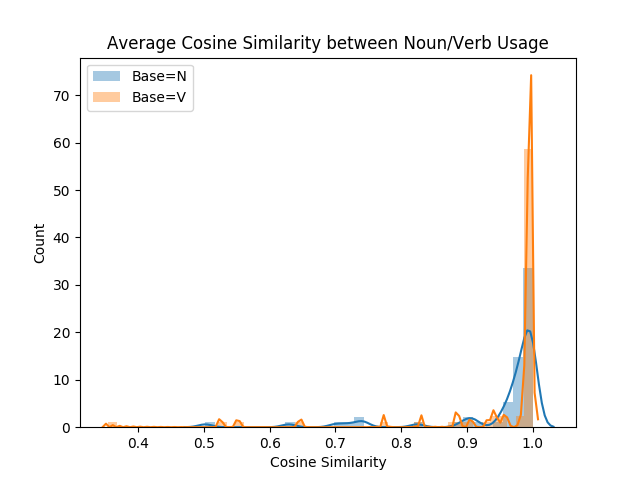 Average Cosine Similarity between Noun/Verb Usage
Base=N
Base=V
70
60
50
40
30
20
10
0
Count
0.4 0.5 0.6 0.7 0.8 0.9 1.0
Cosine Similarity